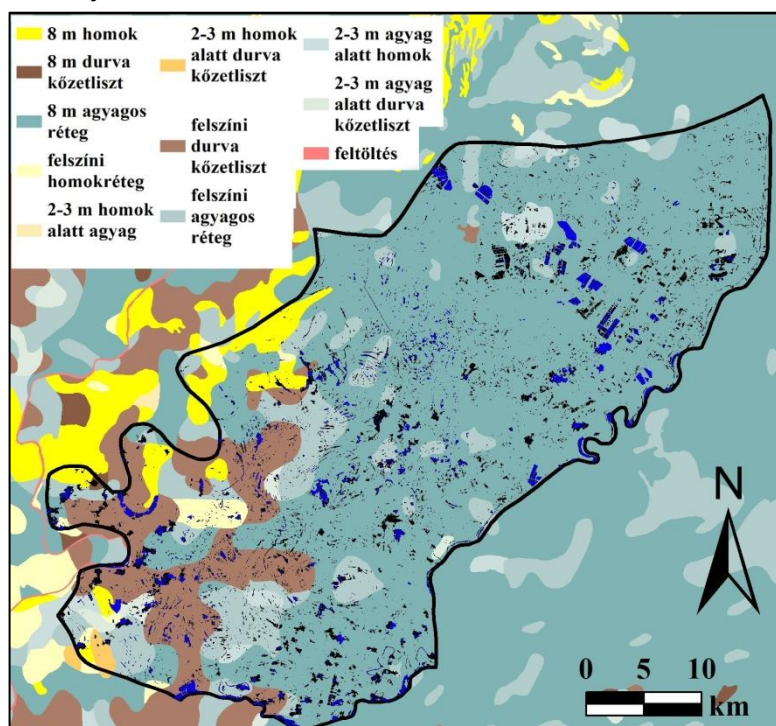 8 m homok
8 m durva
kőzetliszt
8 m agyagos
réteg
felszíni
homokréteg
2-3 m homok
alatt agyag
2-3 m homok
alatt durva
kőzetliszt
felszíni
durva
kőzetliszt
felszíni
agyagos
réteg
2-3 m agyag
alatt homok
2-3 m agyag
alatt durva
kőzetliszt
feltöltés
N
0 5 10
km